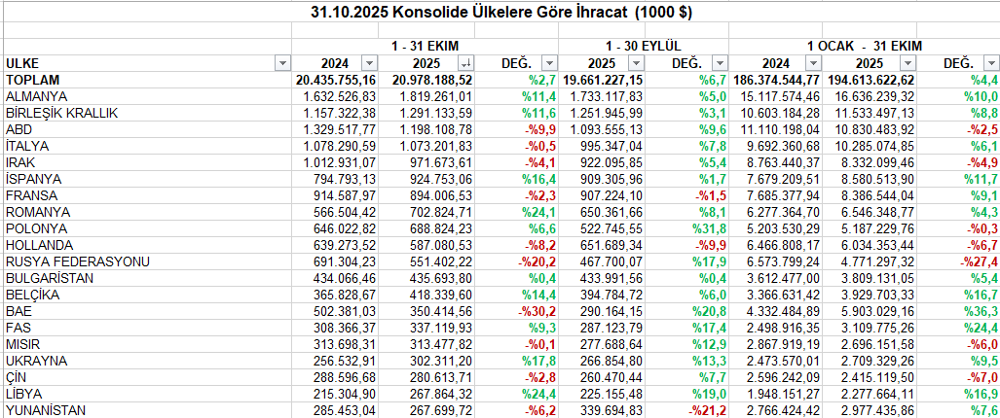 31.10.2025 Konsolide Ülkelere Göre İhracat (1000 $)
1 - 31 EKIM 1 - 30 EYLÜL 1 OCAK - 31 EKIM
ULKE 2024 2025 DEĞ. 2025 DEĞ. 2024 2025 DEĞ.
TOPLAM 20.435.755,16 20.978.188,52 %2,7 19.661.227,15 %6,7 186.374.544,77 194.613.622,62 %4,4
ALMANYA 1.632.526,83 1.819.261,01 %11,4 1.733.117,83 %5,0 15.117.574,46 16.636.239,32 %10,0
BİRLEŞİK KRALLIK 1.157.322,38 1.291.133,59 %11,6 1.251.945,99 %3,1 10.603.184,28 11.533.497,13 %8,8
ABD 1.329.517,77 1.198.108,78 -%9,9 1.093.555,13 %9,6 11.110.198,04 10.830.483,92 -%2,5
İTALYA 1.078.290,59 1.073.201,83 -%0,5 995.347,04 %7,8 9.692.360,68 10.285.074,85 %6,1
IRAK 1.012.931,07 971.673,61 -%4,1 922.095,85 %5,4 8.763.440,37 8.332.099,46 -%4,9
İSPANYA 794.793,13 924.753,06 %16,4 909.305,96 %1,7 7.679.209,51 8.580.513,90 %11,7
FRANSA 914.587,97 894.006,53 -%2,3 907.224,10 -%1,5 7.685.377,94 8.386.544,04 %9,1
ROMANYA 566.504,42 702.824,71 %24,1 650.361,66 %8,1 6.277.364,70 6.546.348,77 %4,3
POLONYA 646.022,82 688.824,23 %6,6 522.745,55 %31,8 5.203.530,29 5.187.229,76 -%0,3
HOLLANDA 639.273,52 587.080,53 -%8,2 651.689,34 -%9,9 6.466.808,17 6.034.353,44 -%6,7
RUSYA FEDERASYONU 691.304,23 551.402,22 -%20,2 467.700,07 %17,9 6.573.799,24 4.771.297,32 -%27,4
BULGARİSTAN 434.066,46 435.693,80 %0,4 433.991,56 %0,4 3.612.477,00 3.809.131,05 %5,4
BELÇİKA 365.828,67 418.339,60 %14,4 394.784,72 %6,0 3.366.631,42 3.929.703,33 %16,7
BAE 502.381,03 350.414,56 -%30,2 290.164,15 %20,8 4.332.484,89 5.903.029,16 %36,3
FAS 308.366,37 337.119,93 %9,3 287.123,79 %17,4 2.498.916,35 3.109.775,26 %24,4
MISIR 313.698,31 313.477,82 -%0,1 277.688,64 %12,9 2.867.919,19 2.696.151,58 -%6,0
UKRAYNA 256.532,91 302.311,20 %17,8 266.854,80 %13,3 2.473.570,01 2.709.329,26 %9,5
ÇİN 288.596,68 280.613,71 -%2,8 260.470,44 %7,7 2.596.242,09 2.415.119,50 -%7,0
LİBYA 215.304,90 267.864,32 %24,4 225.155,48 %19,0 1.948.151,27 2.277.664,11 %16,9
YUNANİSTAN 285.453,04 267.699,72 -%6,2 339.694,83 -%21,2 2.766.424,42 2.977.435,86 %7,6